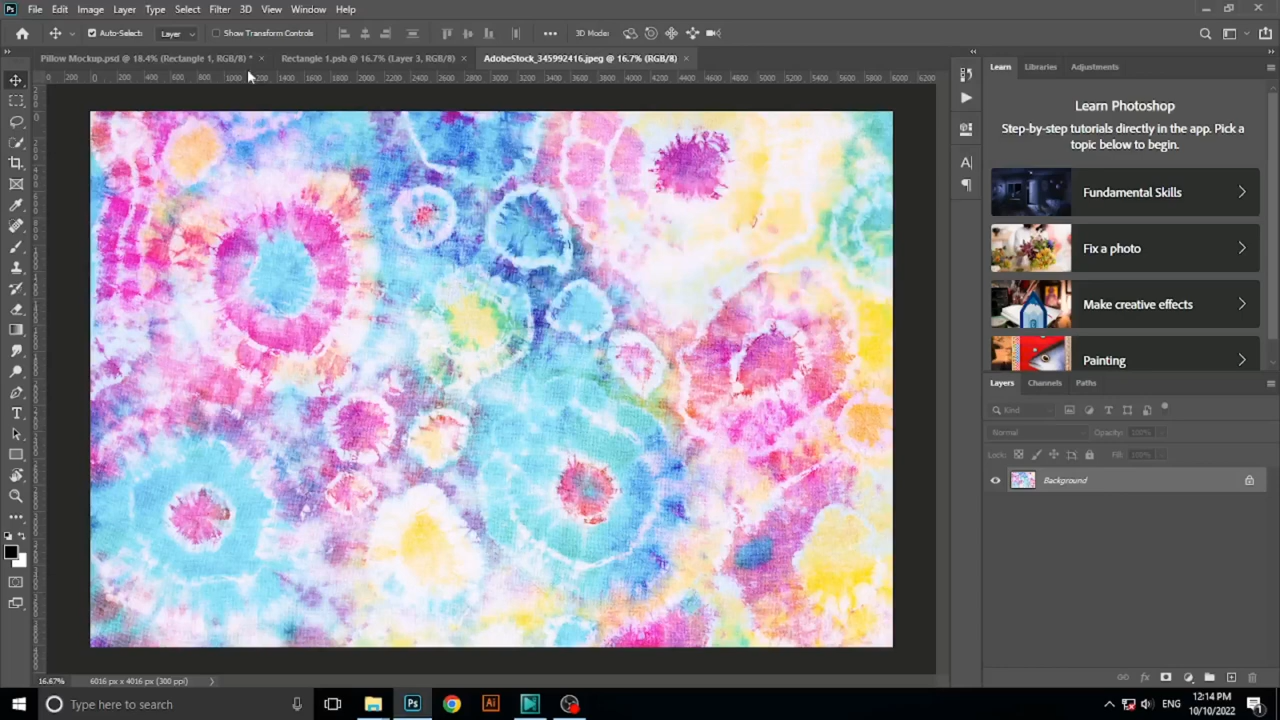 Ps File Edit Image Layer Type Select Filter 3D View Window Help
Auto-Select: Layer Show Transform Controls 3D Mode:
Pillow Mockup.psd @ 18.4% (Rectangle 1, RGB/8) * × Rectangle 1.psb @ 16.7% (Layer 3, RGB/8) × AdobeStock_345992416.jpeg @ 16.7% (RGB/8) ×
Learn Libraries Adjustments
Learn Photoshop
Step-by-step tutorials directly in the app. Pick a
topic below to begin.
Fundamental Skills
Fix a photo
Make creative effects
Painting
Layers Channels Paths
Kind
Normal Opacity: 100%
Lock: Fill: 100%
Background
16.67% 6016 px x 4016 px (300 ppi)
Type here to search
Ps Ai
12:14 PM
10/10/2022